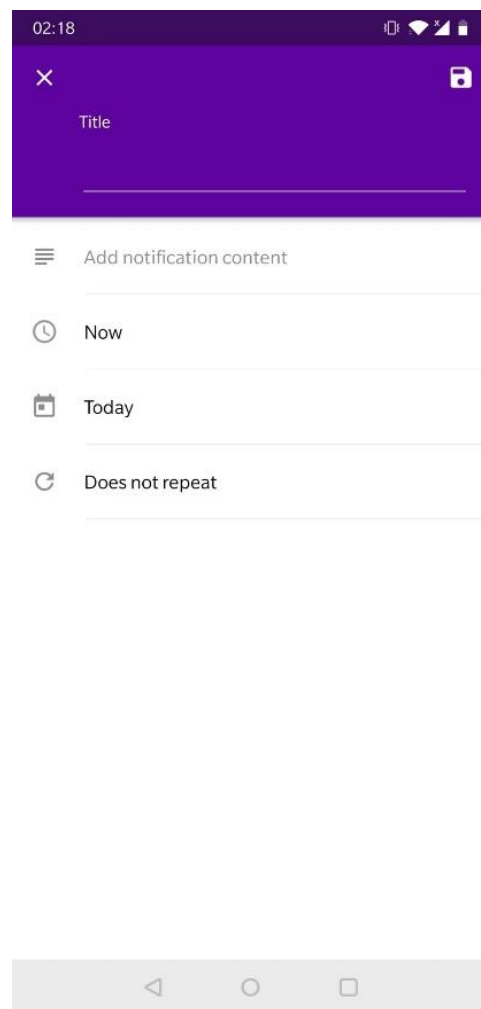 02:18
Title
Add notification content
Now
Today
Does not repeat